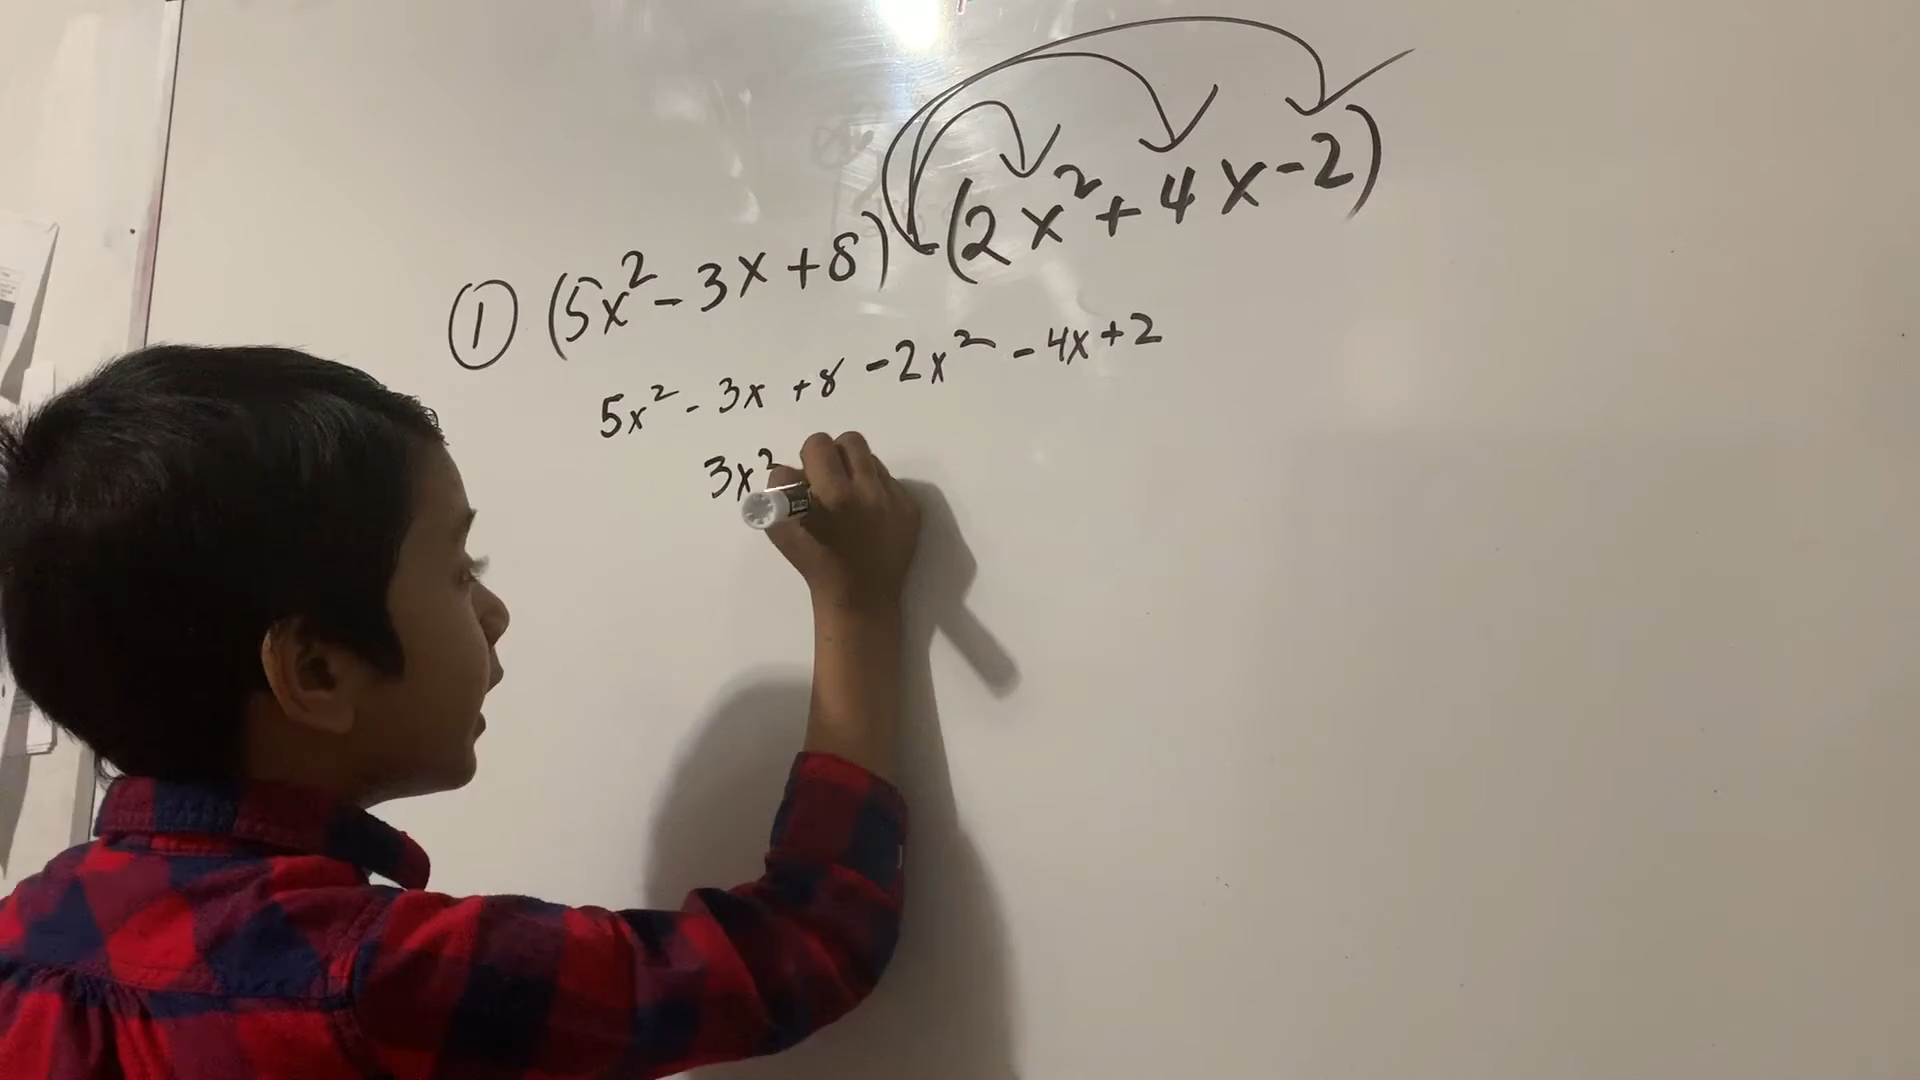 ① (5x² - 3x + 8) - (2x² + 4x - 2)
5x² - 3x + 8 - 2x² - 4x + 2
3x²